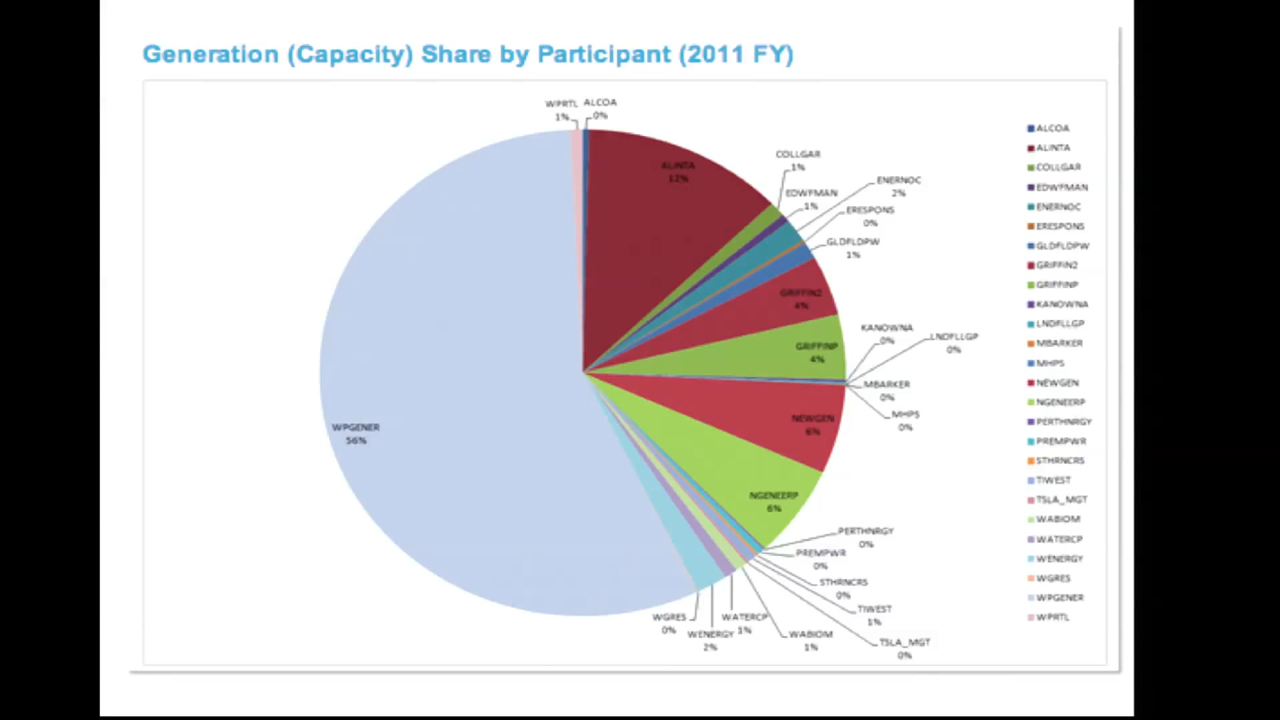 Generation (Capacity) Share by Participant (2011 FY)
WPRTL
1%
ALCOA
0%
ALINTA
COLLGAR
1%
EDWFMAN
1%
ENERNOC
2%
ERESPONS
0%
GLDFLDPW
1%
GRIFFIN2
4%
GRIFFINP
4%
KANOWNA
0%
LNDFLLGP
0%
MBARKER
0%
MHPS
0%
NEWGEN
6%
NGENEERP
6%
PERTHNRGY
0%
PREMPWR
0%
STHRNCRS
0%
TIWEST
1%
TSLA_MGT
0%
WABIOM
1%
WATERCP
1%
WENERGY
2%
WGRES
0%
WPGENER
56%
ALCOA
ALINTA
COLLGAR
EDWFMAN
ENERNOC
ERESPONS
GLDFLDPW
GRIFFIN2
GRIFFINP
KANOWNA
LNDFLLGP
MBARKER
MHPS
NEWGEN
NGENEERP
PERTHNRGY
PREMPWR
STHRNCRS
TIWEST
TSLA_MGT
WABIOM
WATERCP
WENERGY
WGRES
WPGENER
WPRTL